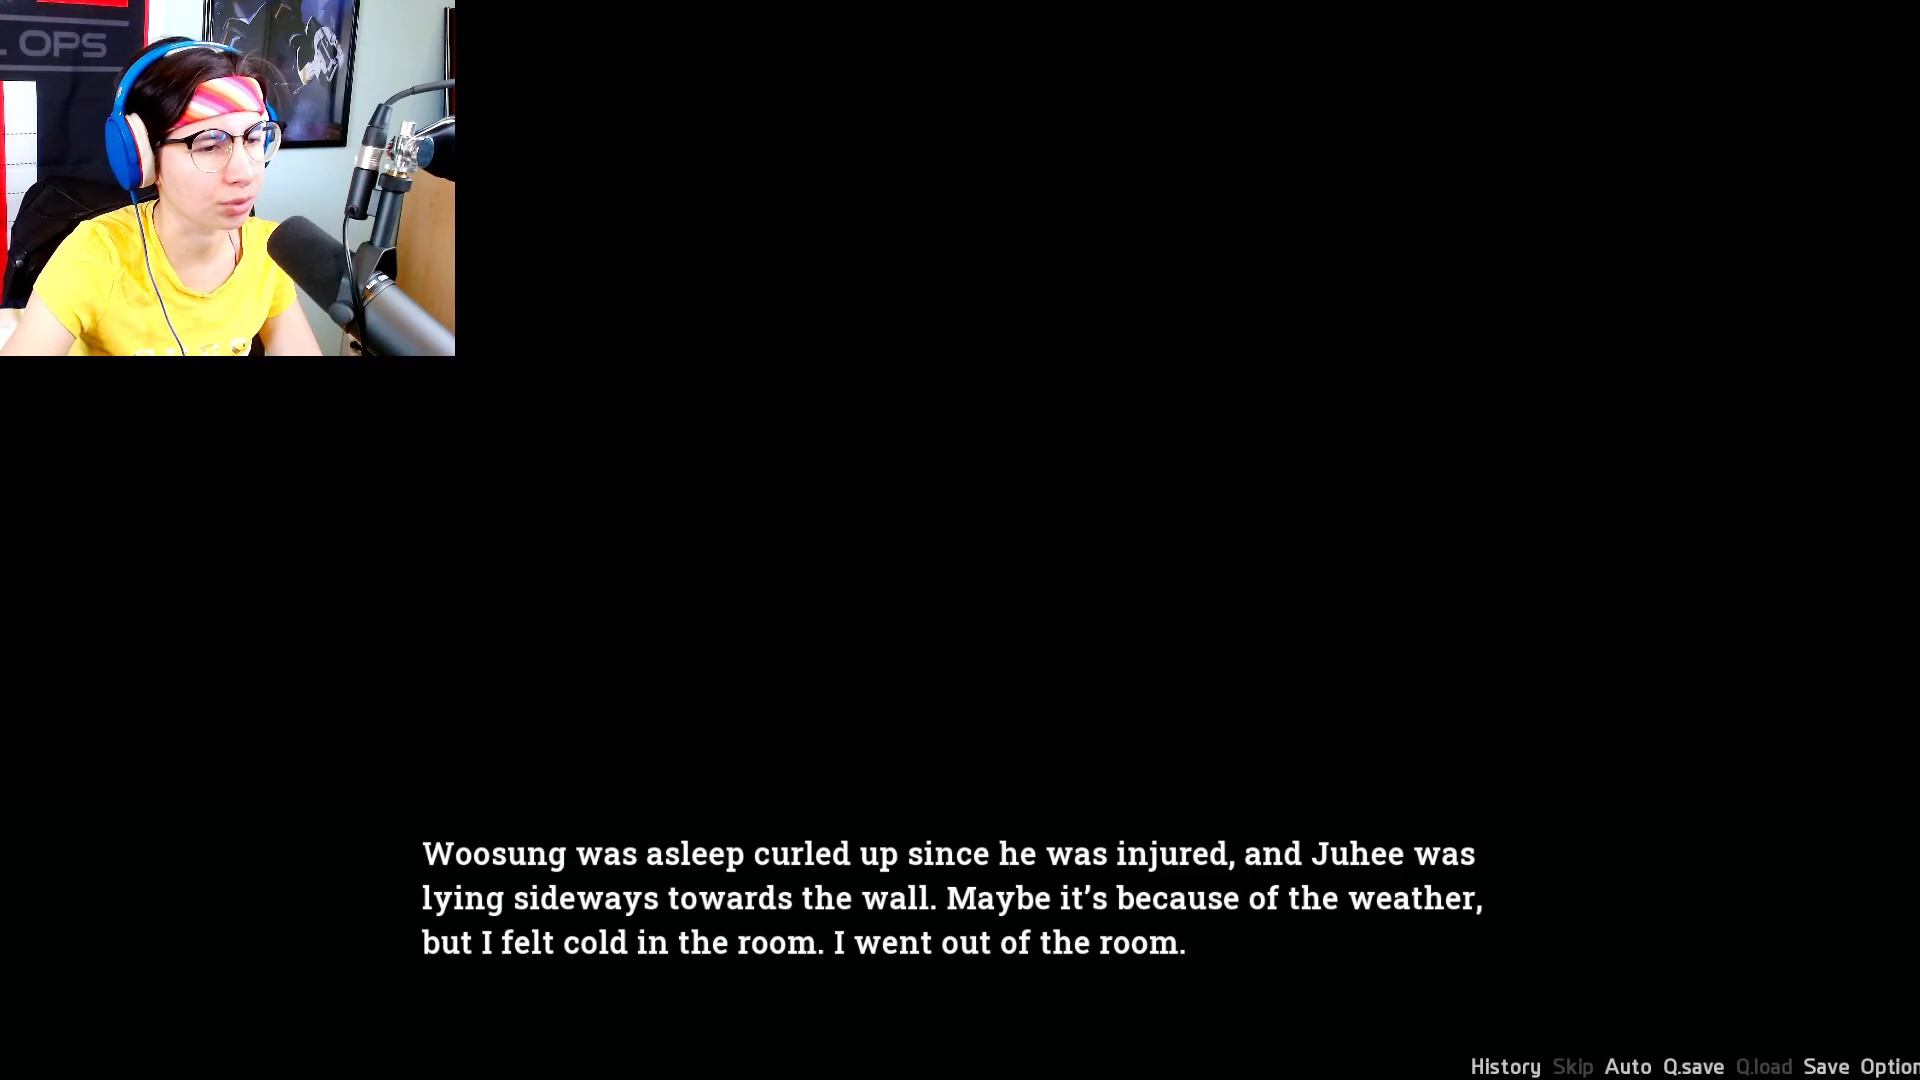 . OPS
Woosung was asleep curled up since he was injured, and Juhee was
lying sideways towards the wall. Maybe it’s because of the weather,
but I felt cold in the room. I went out of the room.
History Skip Auto Q.save Q.load Save Option